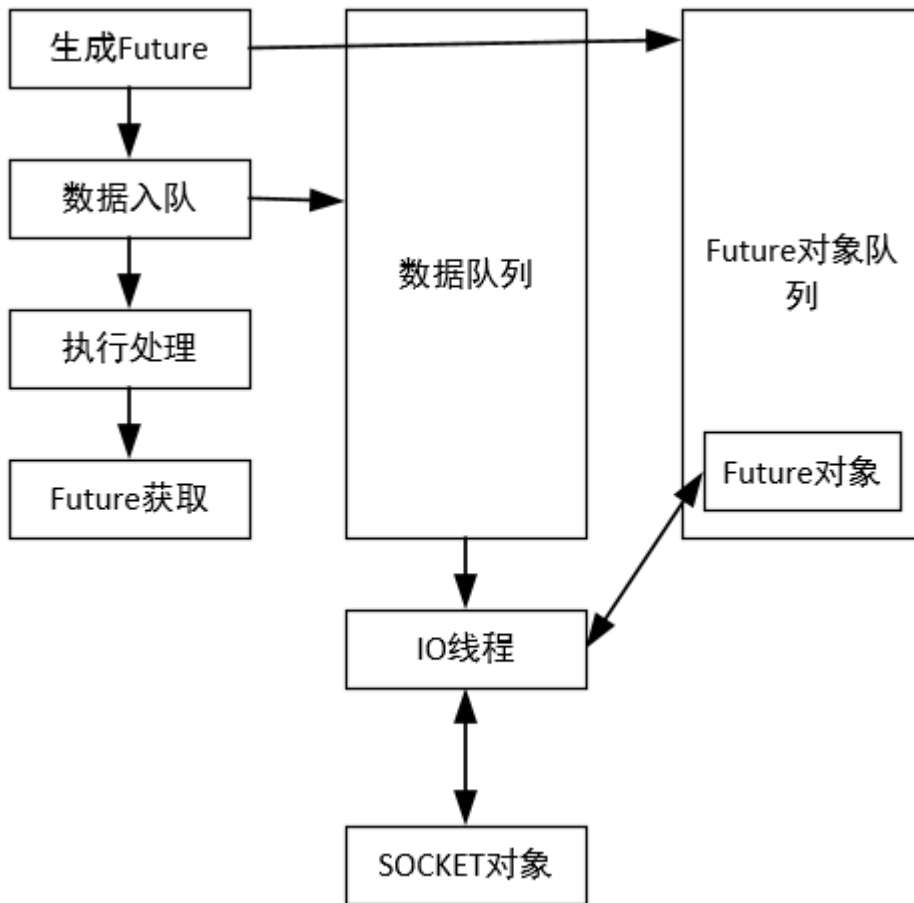 生成Future
数据入队
执行处理
Future获取
数据队列
Future对象队
列
Future对象
IO线程
SOCKET对象